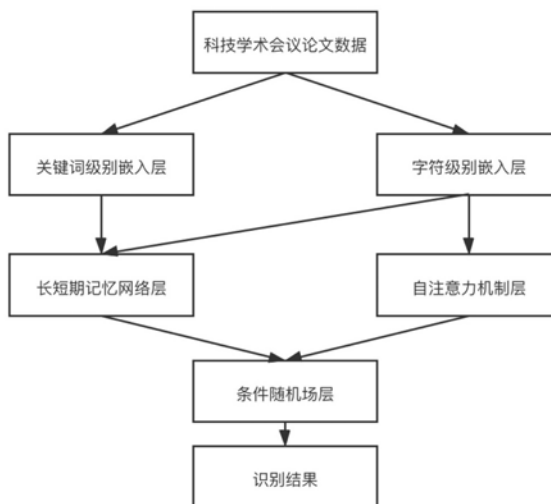 科技学术会议论文数据
关键词级别嵌入层
字符级别嵌入层
长短期记忆网络层
自注意力机制层
条件随机场层
识别结果